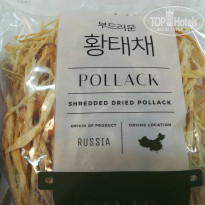 부드러운
황태채
POLLACK
SHREDDED DRIED POLLACK
ORIGIN OF PRODUCT
DRYING LOCATION
RUSSIA
TOP HOTELS